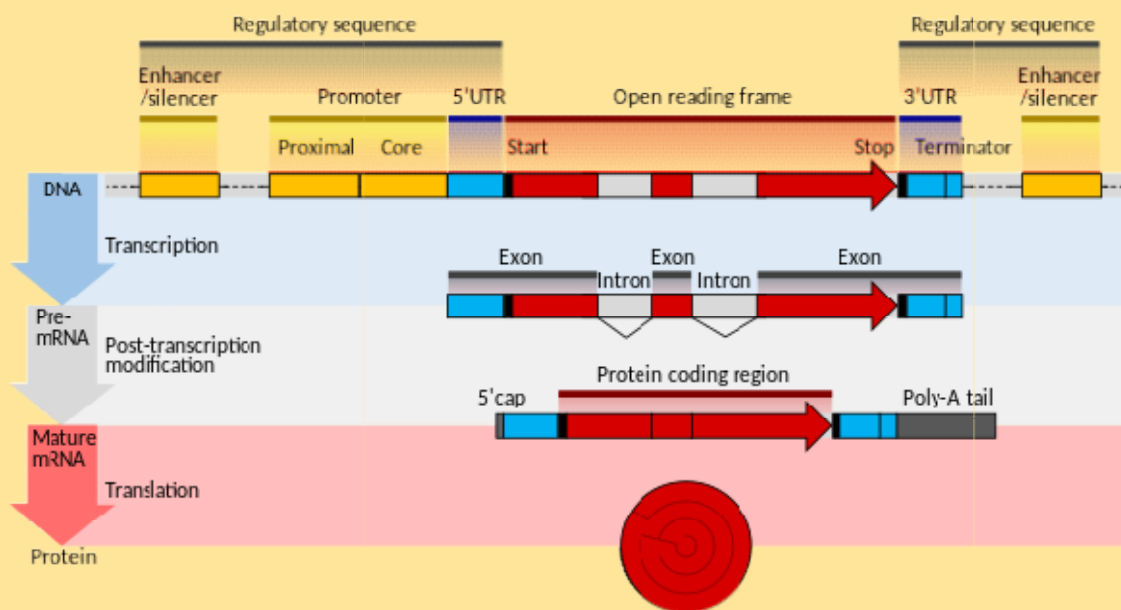 Regulatory sequence
Regulatory sequence
Enhancer
/silencer
Promoter
5'UTR
Open reading frame
3'UTR
Enhancer
/silencer
Proximal
Core
Start
Stop
Terminator
DNA
Transcription
Exon
Exon
Exon
Intron
Intron
Pre-
mRNA
Post-transcription
modification
Protein coding region
5'cap
Poly-A tail
Mature
mRNA
Translation
Protein